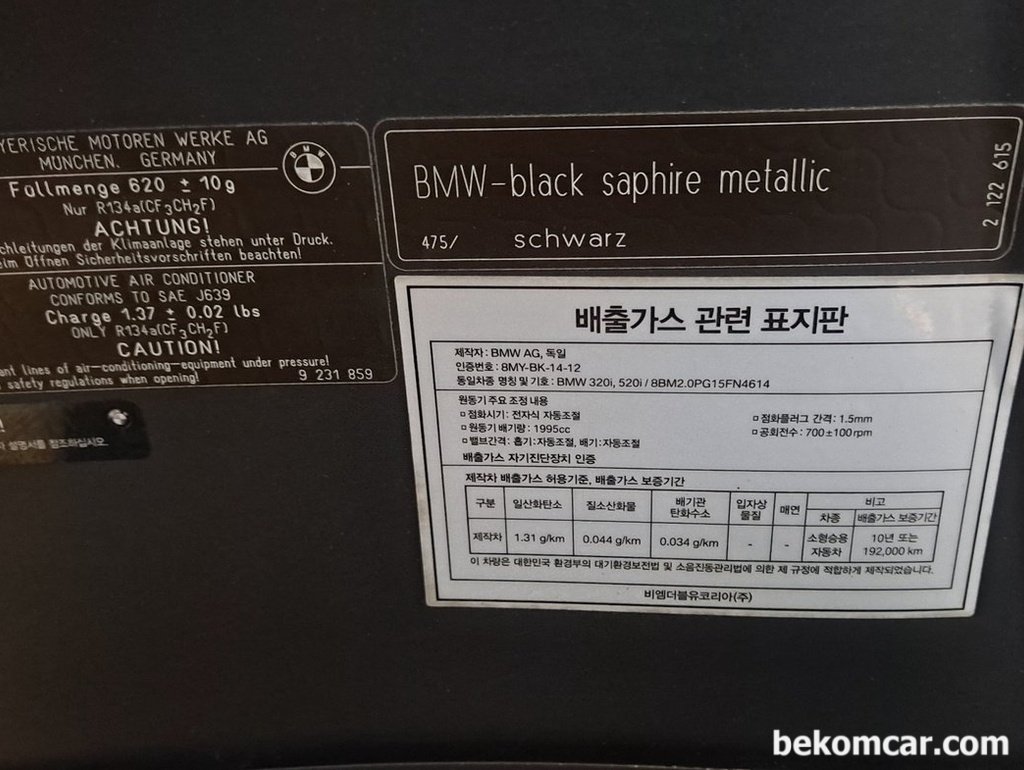 YERISCHE MOTOREN WERKE AG
MÜNCHEN. GERMANY
BMW
Füllmenge 620 ± 10g
Nur R134a(CF3CH2F)
ACHTUNG!
chleitungen der Klimaanlage stehen unter Druck.
eim Öffnen Sicherheitsvorschriften beachten!
AUTOMOTIVE AIR CONDITIONER
CONFORMS TO SAE J639
Charge 1.37 ± 0.02 lbs
ONLY R134a(CF3CH2F)
CAUTION!
ant lines of air-conditioning-equipment under pressure!
safety regulations when opening!
9 231 859
설명서를 참조하십시오.
BMW-black saphire metallic
475/ schwarz
2 122 615
배출가스 관련 표지판
제작자: BMW AG, 독일
인증번호: 8MY-BK-14-12
동일차종 명칭 및 기호: BMW 320i, 520i / 8BM2.0PG15FN4614
원동기 주요 조정 내용
점화시기: 전자식 자동조절 점화플러그 간격: 1.5mm
원동기 배기량: 1995cc 공회전수: 700±100 rpm
밸브간격: 흡기:자동조절, 배기:자동조절
배출가스 자기진단장치 인증
제작차 배출가스 허용기준, 배출가스 보증기간
구분 일산화탄소 질소산화물 배기관 탄화수소 입자상 물질 매연 비고
차종 배출가스 보증기간
제작차 1.31 g/km 0.044 g/km 0.034 g/km - - 소형승용 자동차 10년 또는 192,000 km
이 차량은 대한민국 환경부의 대기환경보전법 및 소음진동관리법에 의한 제 규정에 적합하게 제작되었습니다.
비엠더블유코리아(주)
bekomcar.com